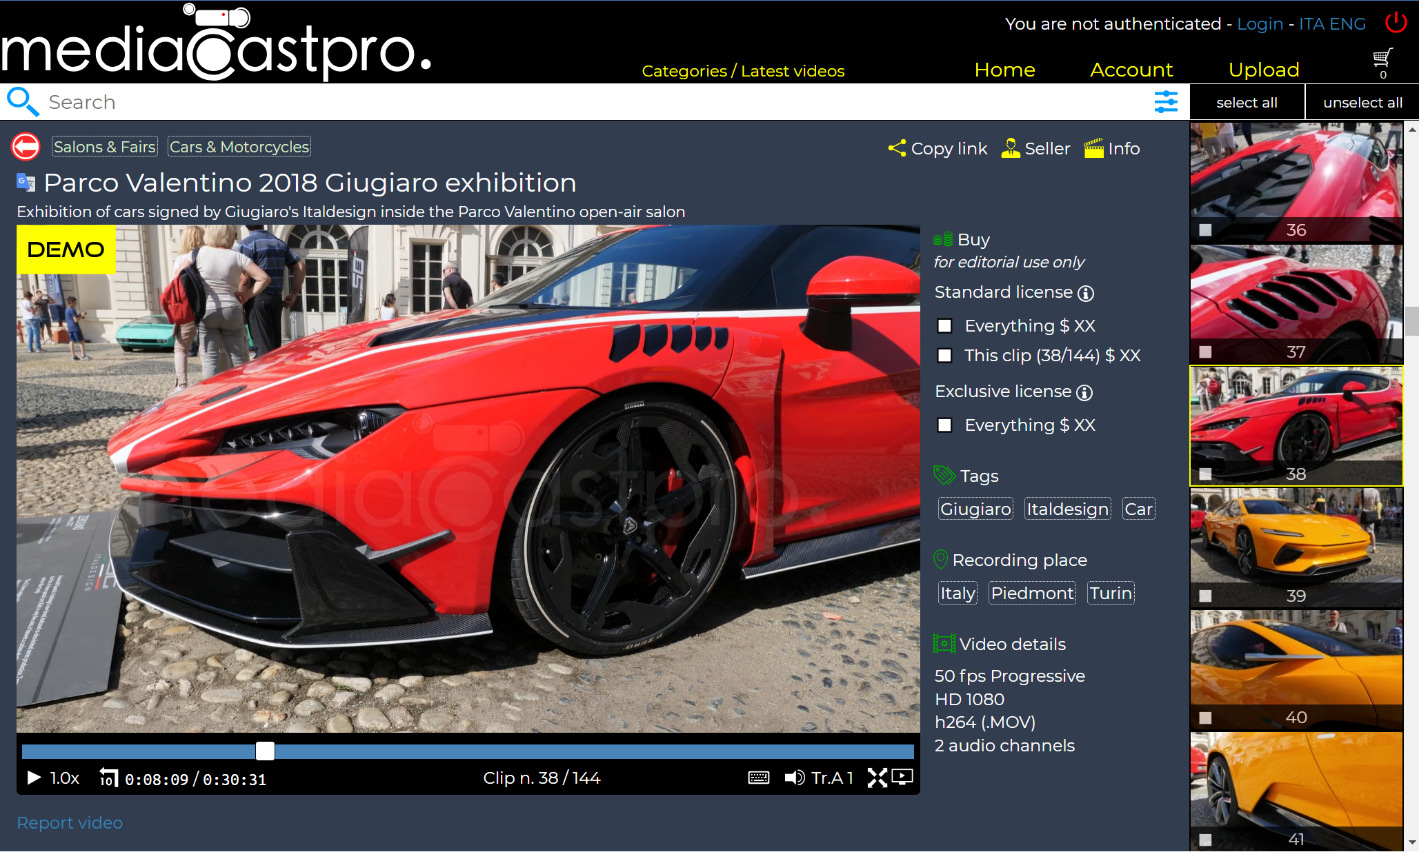 mediacastpro.
You are not authenticated - Login - ITA ENG
Categories / Latest videos
Home
Account
Upload
0
Search
select all
unselect all
Salons & Fairs
Cars & Motorcycles
Copy link
Seller
Info
Parco Valentino 2018 Giugiaro exhibition
Exhibition of cars signed by Giugiaro's Italdesign inside the Parco Valentino open-air salon
DEMO
mediacastpro.
Buy
for editorial use only
Standard license
Everything $ XX
This clip (38/144) $ XX
Exclusive license
Everything $ XX
Tags
Giugiaro
Italdesign
Car
Recording place
Italy
Piedmont
Turin
Video details
50 fps Progressive
HD 1080
h264 (.MOV)
2 audio channels
1.0x
10
0:08:09 / 0:30:31
Clip n. 38 / 144
Tr.A 1
Report video
36
37
38
39
40
41